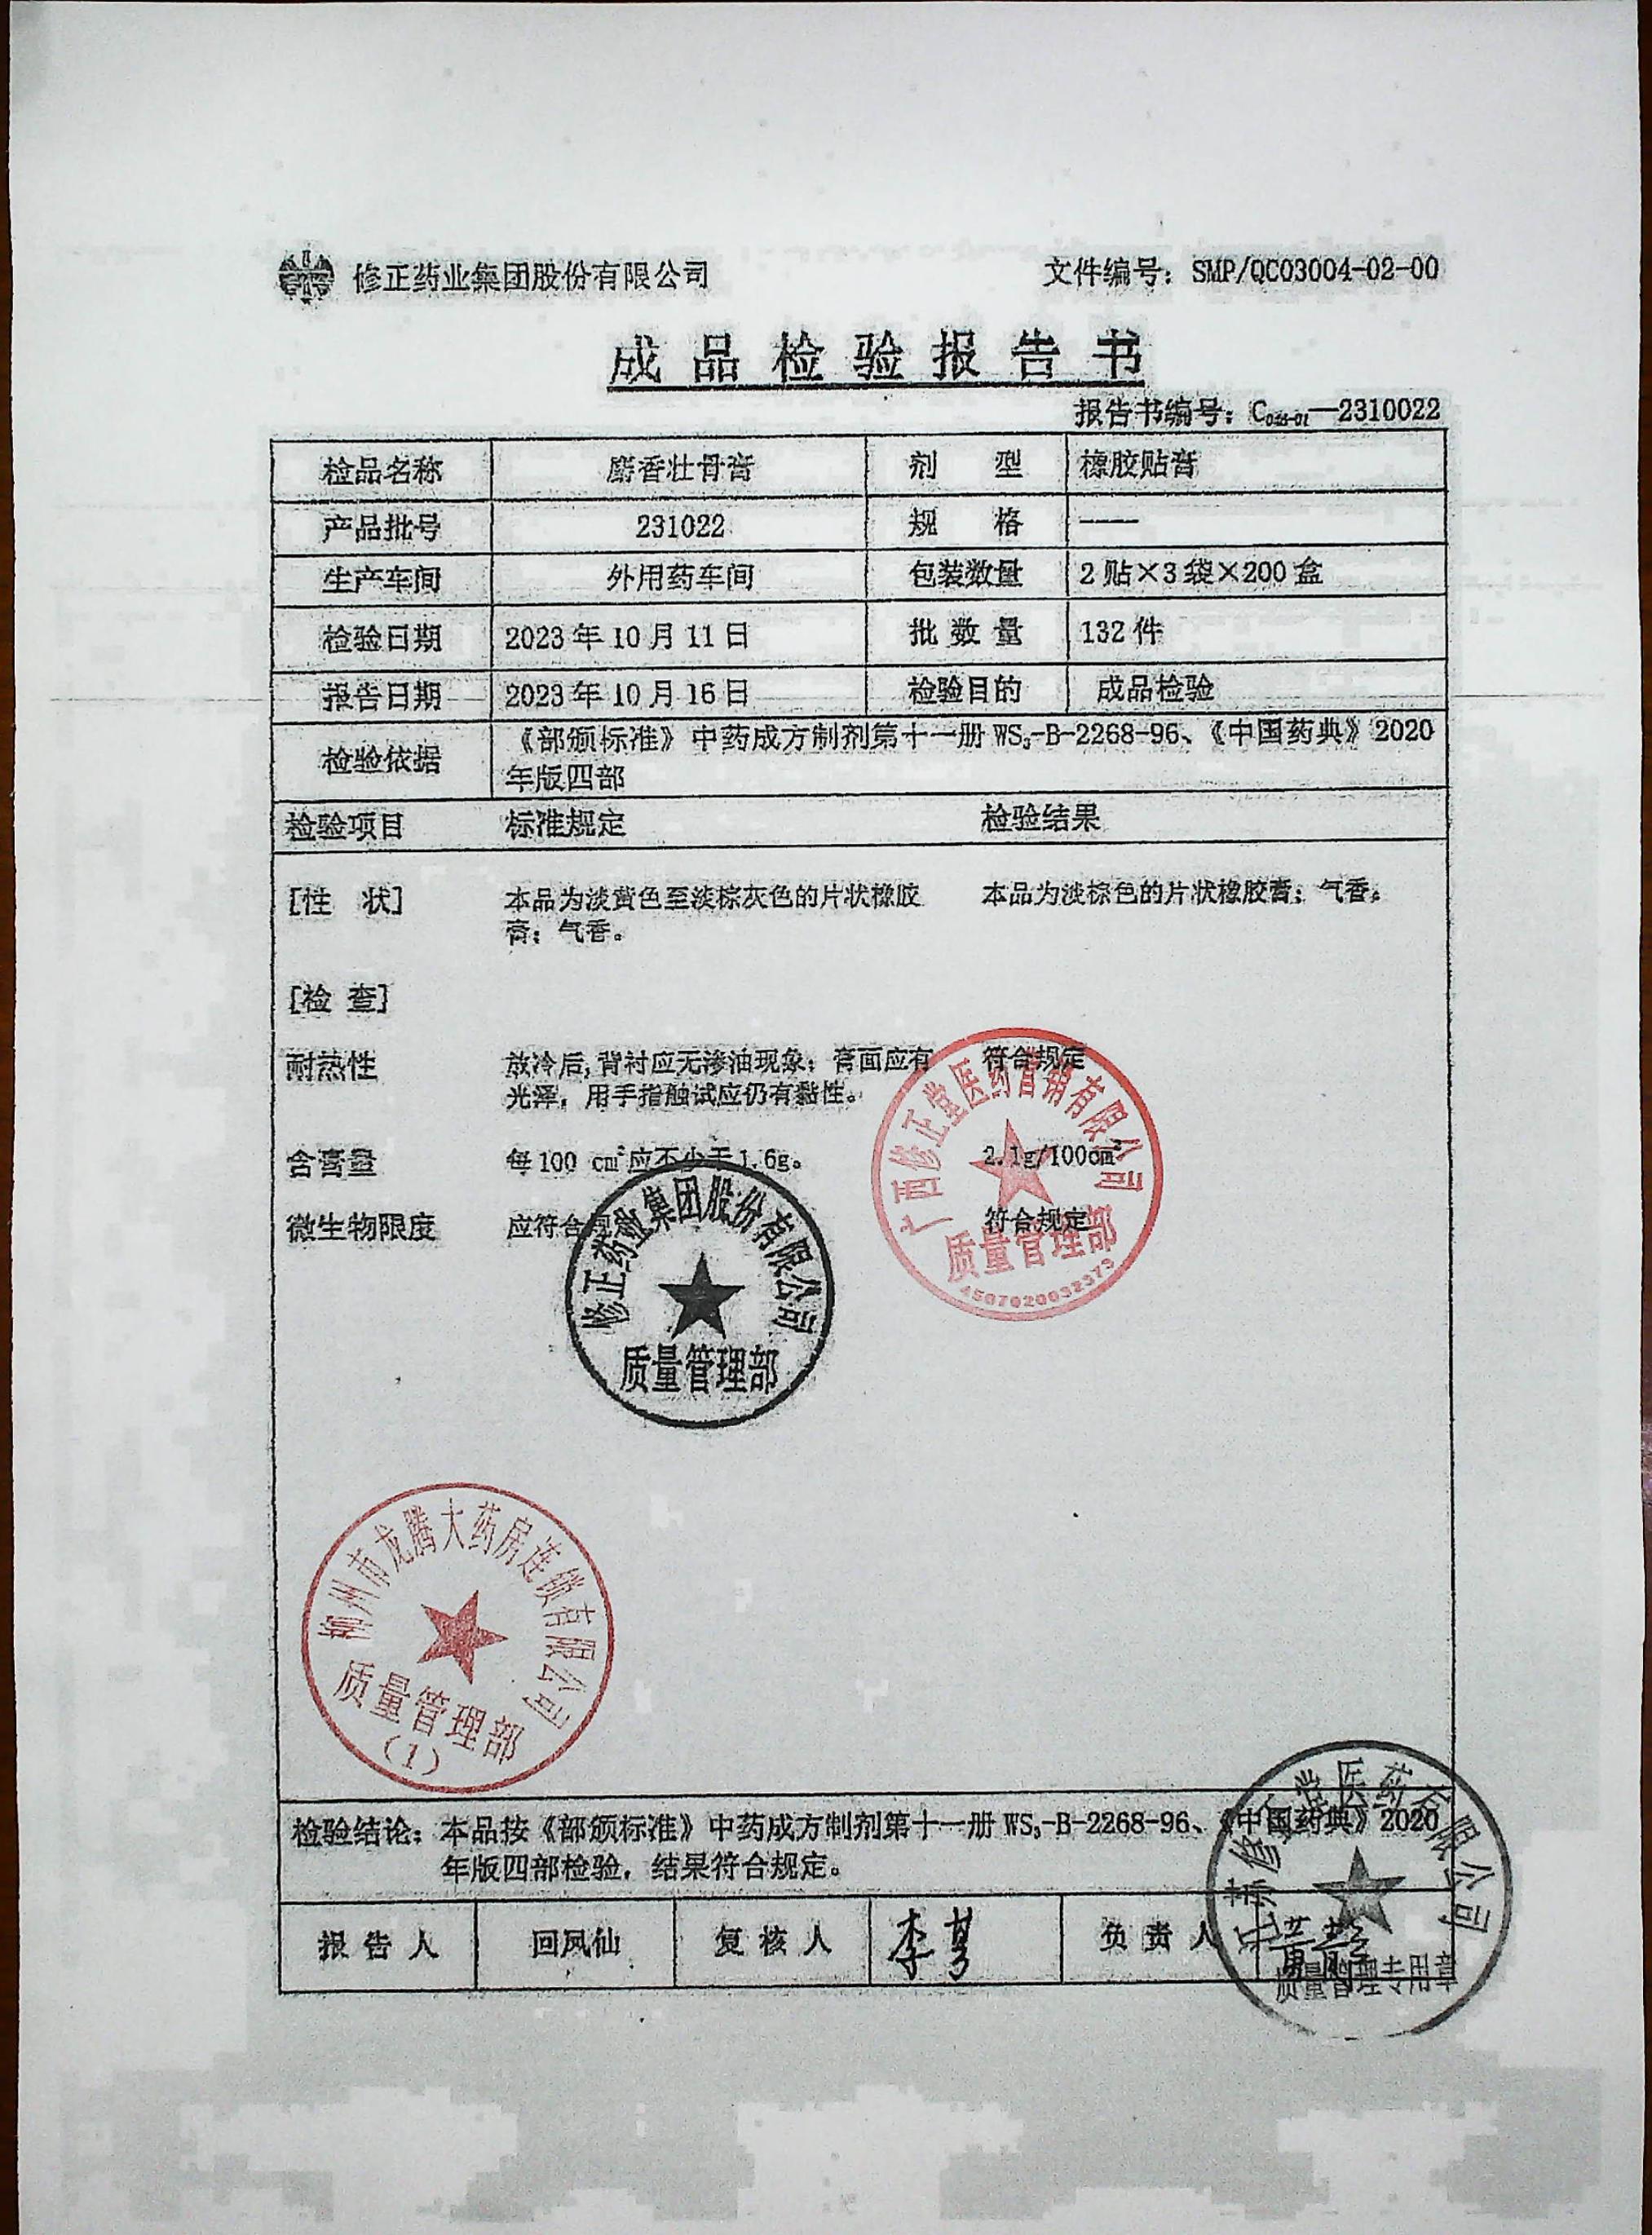 修正药业集团股份有限公司 文件编号：SMP/QC03004-02-00
成品检验报告书
报告书编号：C—2310022
检品名称 麝香壮骨膏 剂 型 橡胶贴膏
产品批号 231022 规 格 ——
生产车间 外用药车间 包装数量 2贴×3袋×200盒
检验日期 2023年10月11日 批数量 132件
报告日期 2023年10月16日 检验目的 成品检验
检验依据 《部颁标准》中药成方制剂第十一册WS₃-B-2268-96、《中国药典》2020
年版四部
检验项目 标准规定 检验结果
[性 状] 本品为淡黄色至淡棕灰色的片状橡胶 本品为淡棕色的片状橡胶膏；气香。
膏；气香。
[检 查]
耐热性 放冷后，背衬应无渗油现象；膏面应有 符合规定
光泽，用手指触试应仍有黏性。
含膏量 每100 cm²应不少于1.6g。 2.1g/100cm²
微生物限度 应符合规 符合规定
广西修正堂医药营销有限公司
质量管理部
4507020032373
修正药业集团股份有限公司
质量管理部
柳州市龙腾大药房连锁有限公司
质量管理部
(1)
检验结论：本品按《部颁标准》中药成方制剂第十一册WS₃-B-2268-96、《中国药典》2020
年版四部检验，结果符合规定。
报告人 回凤仙 复核人 李 负责人
修 堂医药有限公司
质量管理专用章